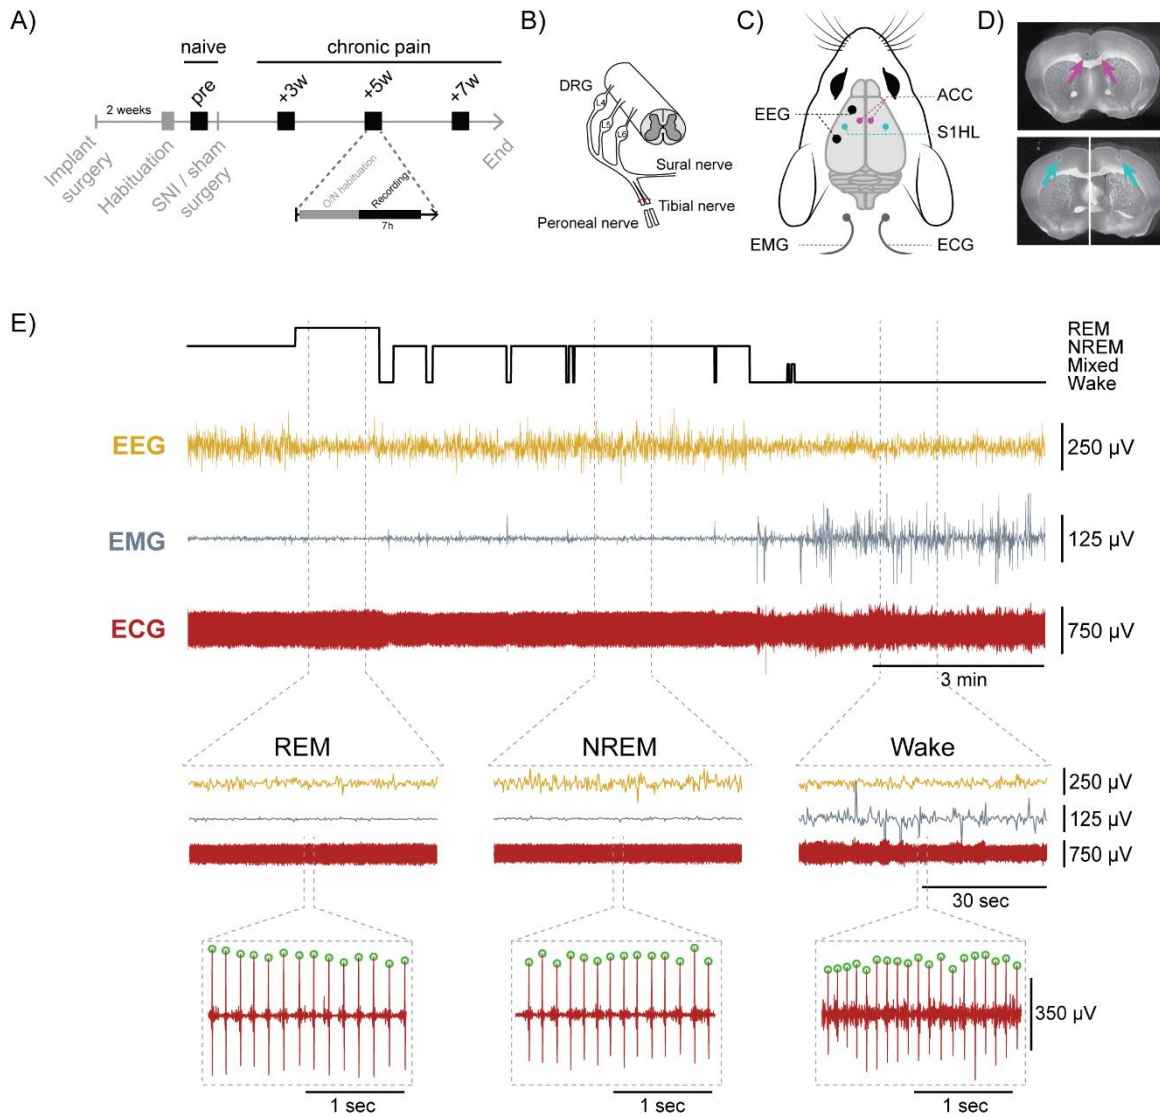 A)
naive
chronic pain
2 weeks
pre
+3w
+5w
+7w
Implant
surgery
Habituation
SNI / sham
surgery
End
O/N habituation
Recording
7h
B)
DRG
L4
L5
L6
Sural nerve
Tibial nerve
Peroneal nerve
C)
EEG
ACC
S1HL
EMG
ECG
D)
E)
REM
NREM
Mixed
Wake
EEG
250 µV
EMG
125 µV
ECG
750 µV
3 min
REM
NREM
Wake
250 µV
125 µV
750 µV
30 sec
350 µV
1 sec
1 sec
1 sec